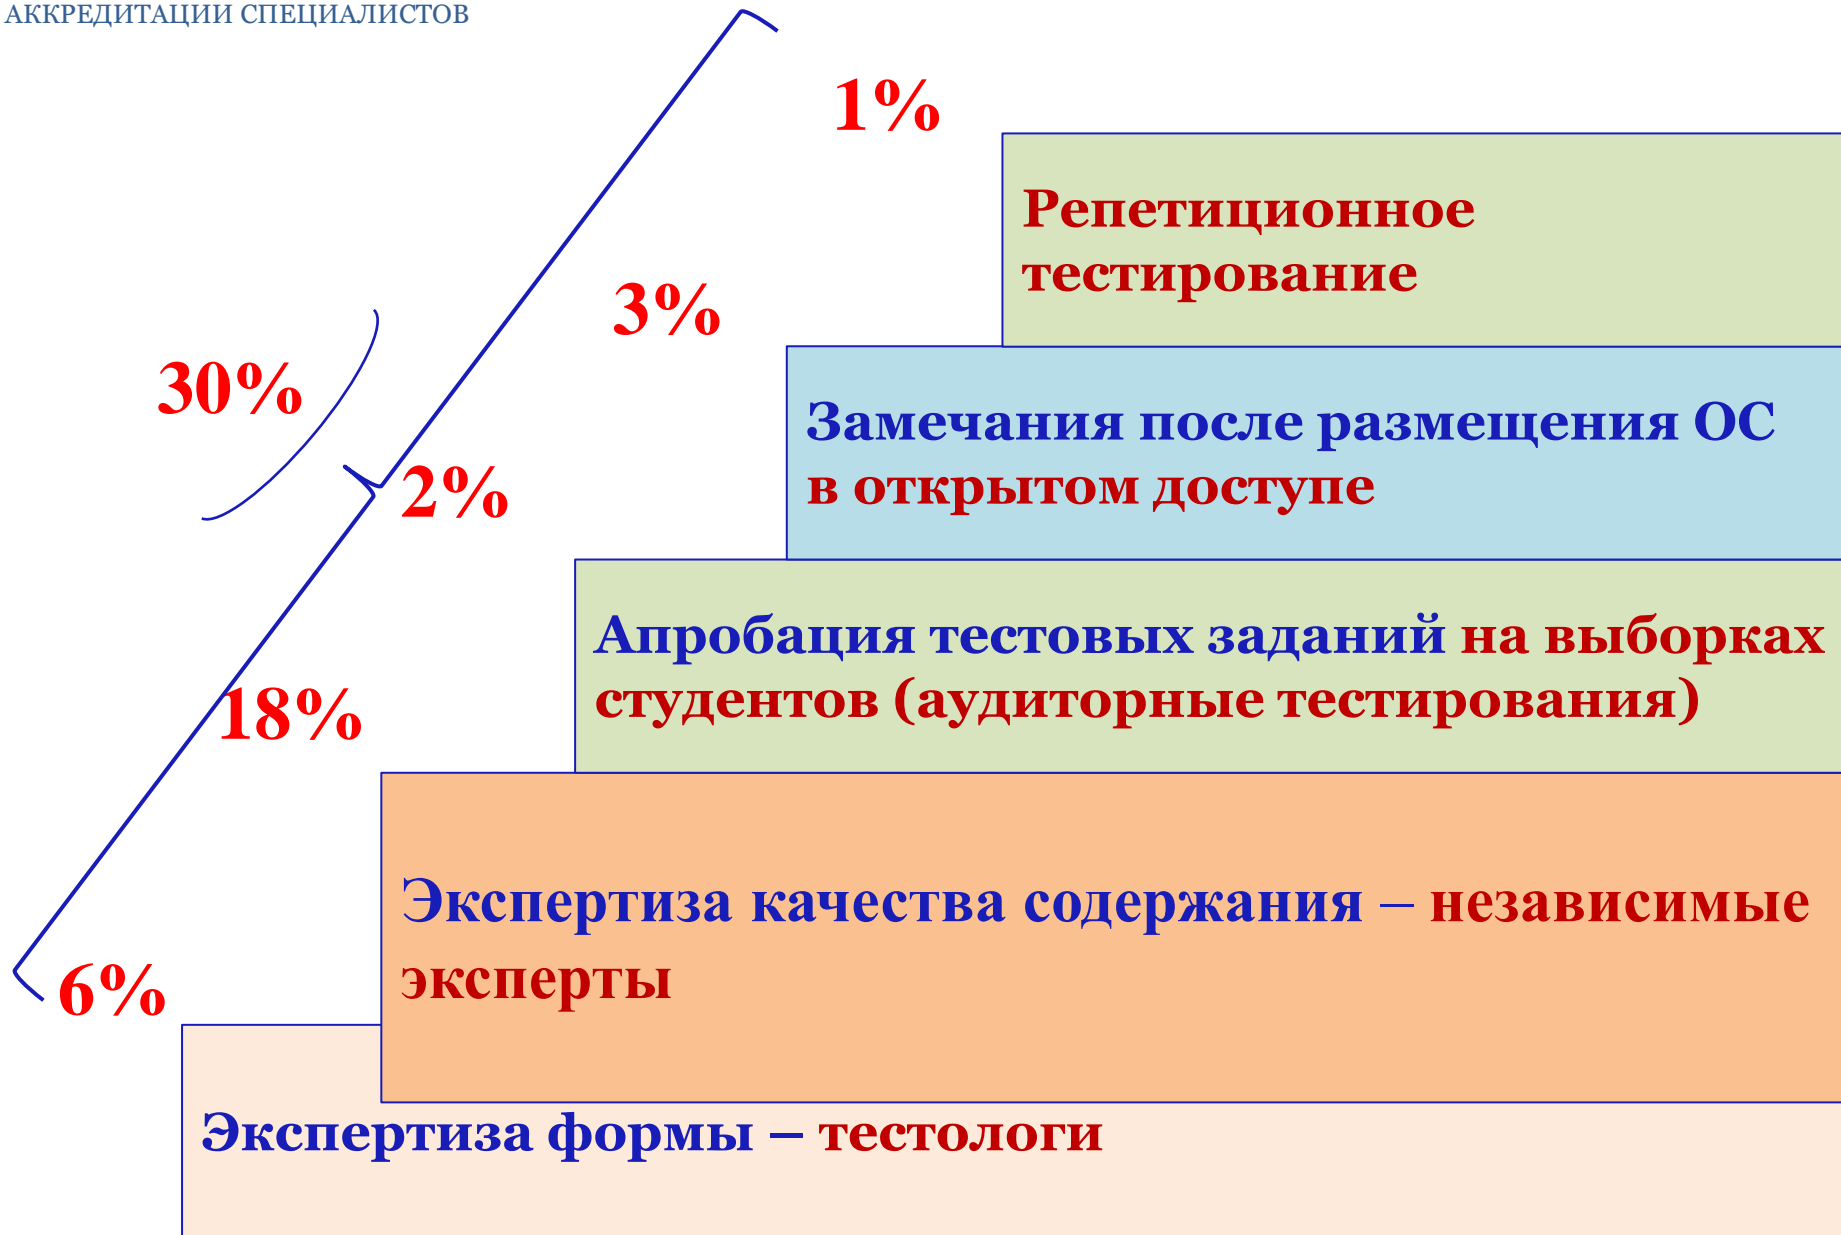 АККРЕДИТАЦИИ СПЕЦИАЛИСТОВ
1%
Репетиционное
тестирование
3%
30%
Замечания после размещения ОС
в открытом доступе
2%
Апробация тестовых заданий на выборках
студентов (аудиторные тестирования)
18%
Экспертиза качества содержания – независимые
эксперты
6%
Экспертиза формы – тестологи